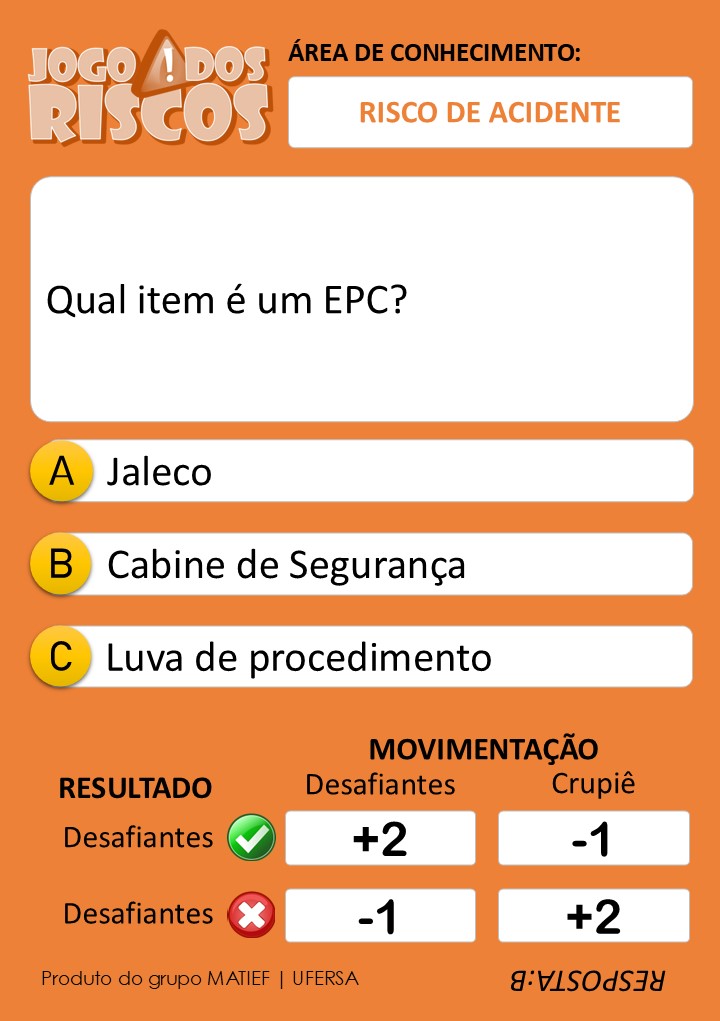 JOGO ! DOS
RISCOS
ÁREA DE CONHECIMENTO:
RISCO DE ACIDENTE
Qual item é um EPC?
A Jaleco
B Cabine de Segurança
C Luva de procedimento
MOVIMENTAÇÃO
RESULTADO Desafiantes Crupiê
Desafiantes +2 -1
Desafiantes -1 +2
Produto do grupo MATIEF | UFERSA
RESPOSTA:B